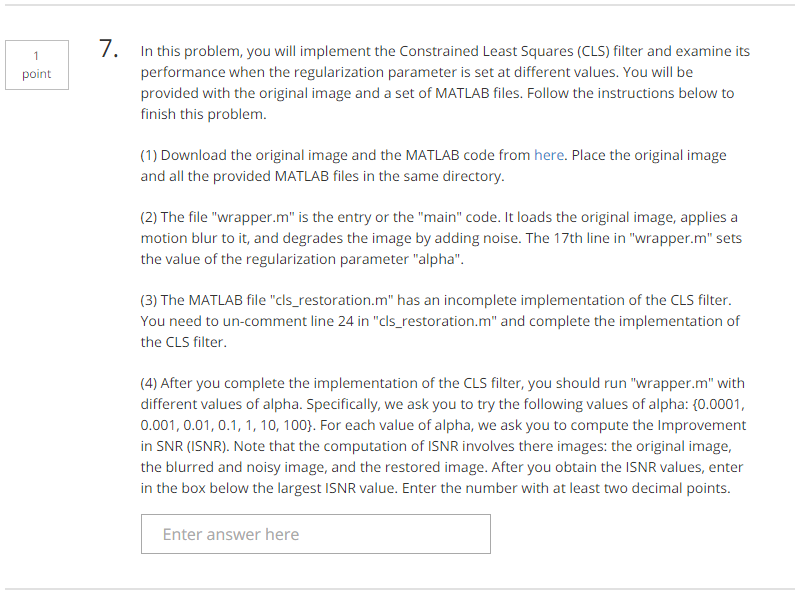 1
point
7.
In this problem, you will implement the Constrained Least Squares (CLS) filter and examine its
performance when the regularization parameter is set at different values. You will be
provided with the original image and a set of MATLAB files. Follow the instructions below to
finish this problem.
(1) Download the original image and the MATLAB code from here. Place the original image
and all the provided MATLAB files in the same directory.
(2) The file "wrapper.m" is the entry or the "main" code. It loads the original image, applies a
motion blur to it, and degrades the image by adding noise. The 17th line in "wrapper.m" sets
the value of the regularization parameter "alpha".
(3) The MATLAB file "cls_restoration.m" has an incomplete implementation of the CLS filter.
You need to un-comment line 24 in "cls_restoration.m" and complete the implementation of
the CLS filter.
(4) After you complete the implementation of the CLS filter, you should run "wrapper.m" with
different values of alpha. Specifically, we ask you to try the following values of alpha: {0.0001,
0.001, 0.01, 0.1, 1, 10, 100}. For each value of alpha, we ask you to compute the Improvement
in SNR (ISNR). Note that the computation of ISNR involves there images: the original image,
the blurred and noisy image, and the restored image. After you obtain the ISNR values, enter
in the box below the largest ISNR value. Enter the number with at least two decimal points.
Enter answer here